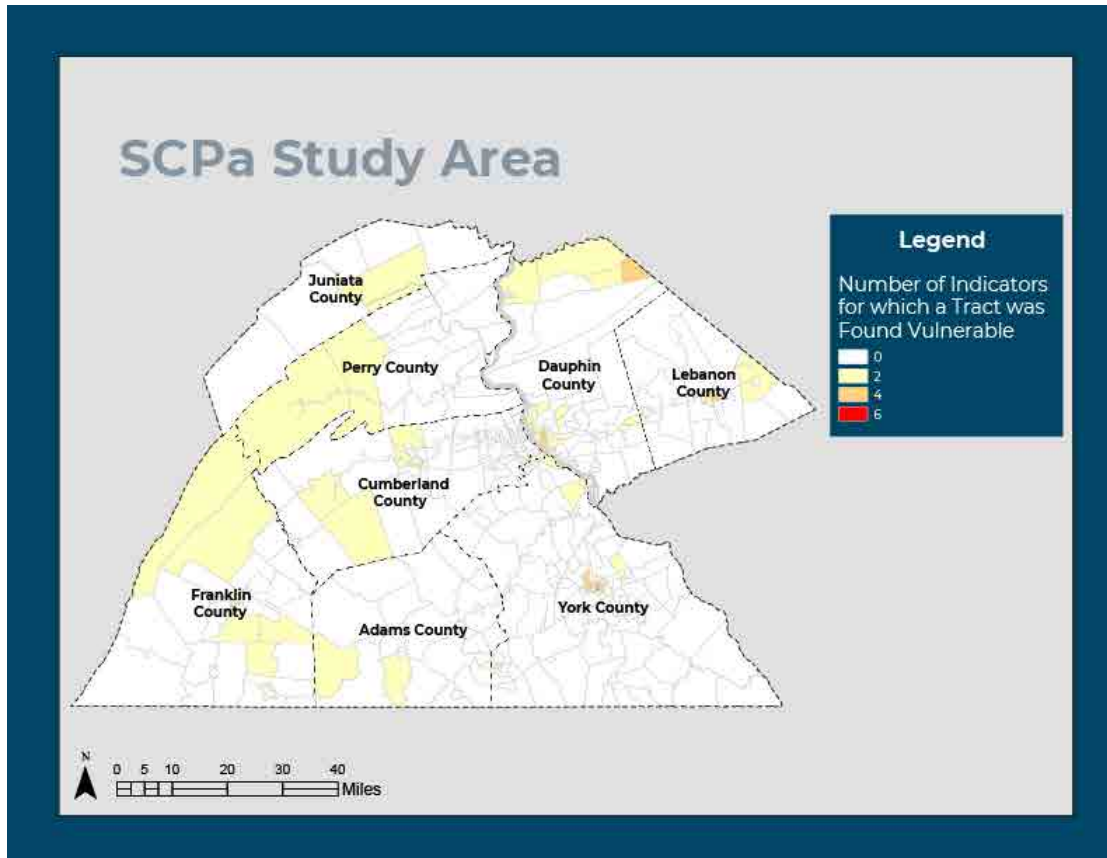 SCPa Study Area
Legend
Number of Indicators
for which a Tract was
Found Vulnerable
0
2
4
6
Juniata
County
Perry County
Dauphin
County
Lebanon
County
Cumberland
County
Franklin
County
Adams County
York County
N
0 5 10 20 30 40
Miles